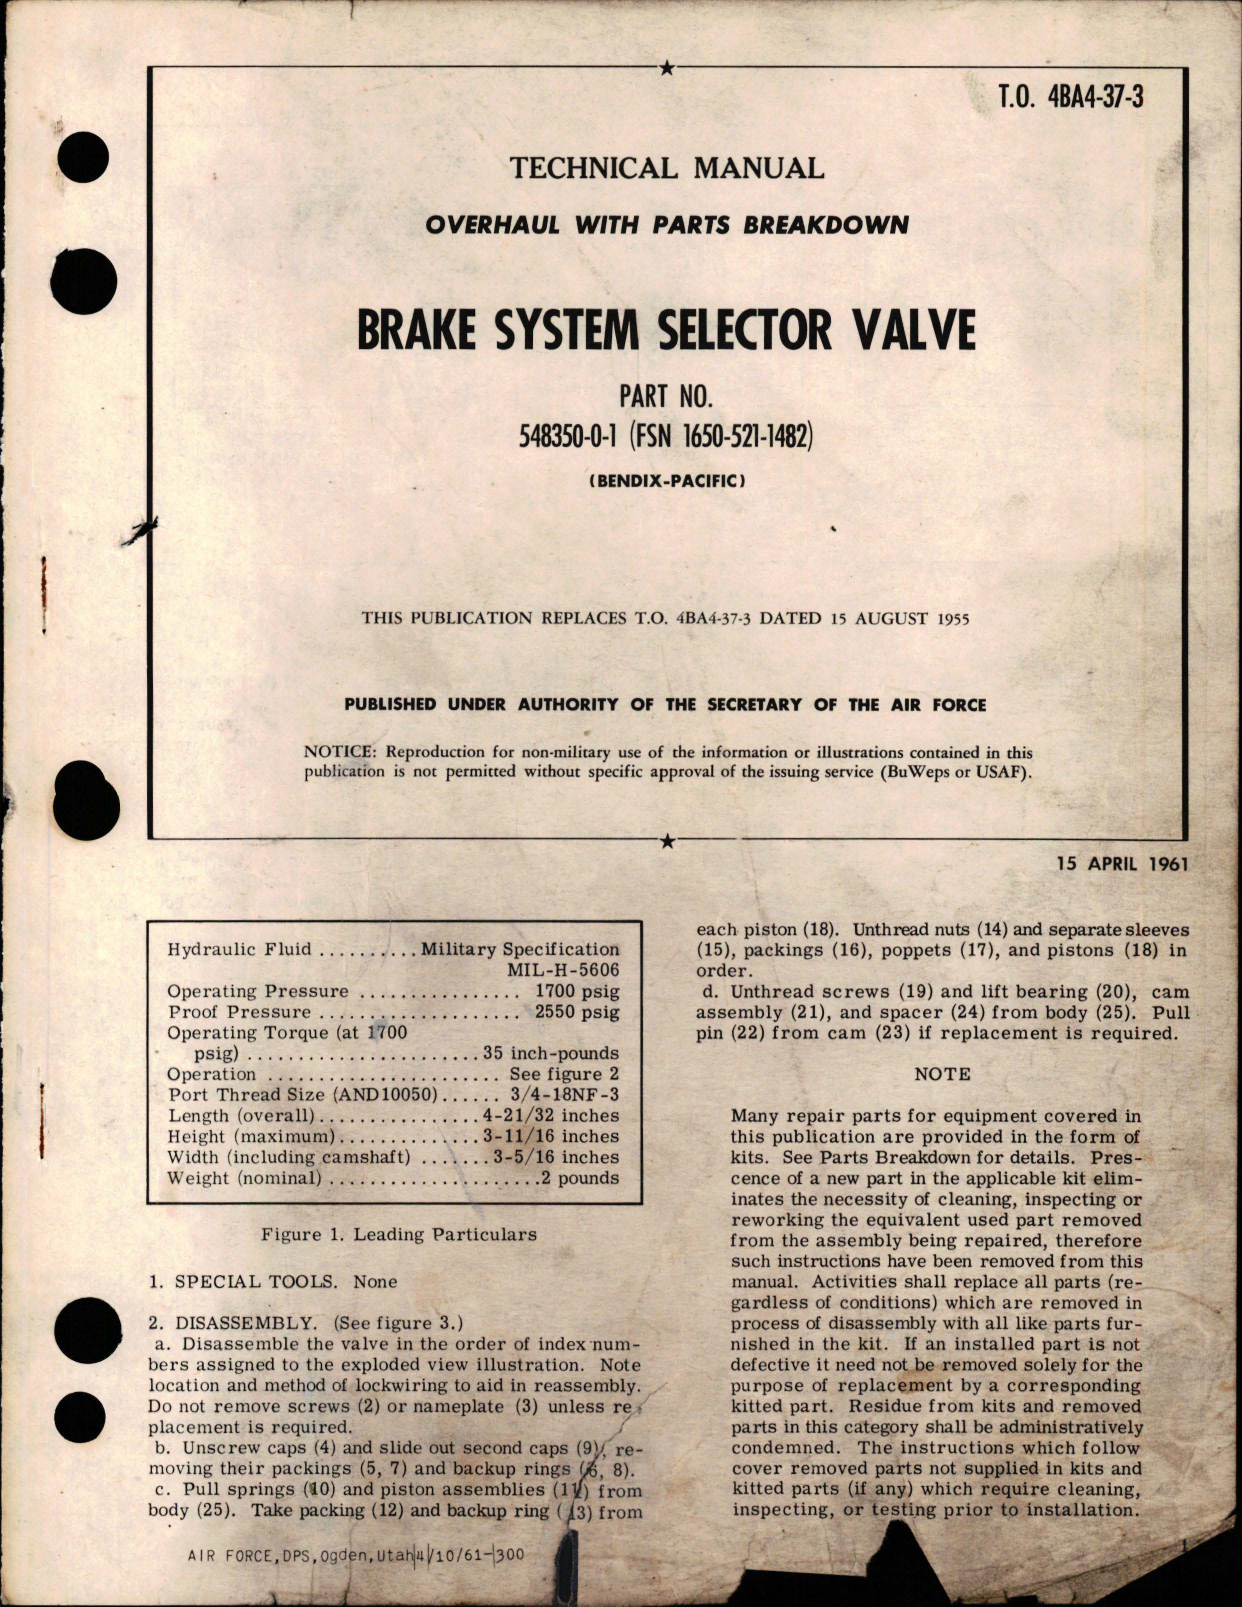 T.O. 4BA4-37-3
TECHNICAL MANUAL
OVERHAUL WITH PARTS BREAKDOWN
BRAKE SYSTEM SELECTOR VALVE
PART NO.
548350-0-1 (FSN 1650-521-1482)
(BENDIX-PACIFIC)
THIS PUBLICATION REPLACES T.O. 4BA4-37-3 DATED 15 AUGUST 1955
PUBLISHED UNDER AUTHORITY OF THE SECRETARY OF THE AIR FORCE
NOTICE: Reproduction for non-military use of the information or illustrations contained in this
publication is not permitted without specific approval of the issuing service (BuWeps or USAF).
15 APRIL 1961
Hydraulic Fluid .......... Military Specification
MIL-H-5606
Operating Pressure ................ 1700 psig
Proof Pressure .................... 2550 psig
Operating Torque (at 1700
psig) ....................... 35 inch-pounds
Operation ....................... See figure 2
Port Thread Size (AND10050) ...... 3/4-18NF-3
Length (overall) ................ 4-21/32 inches
Height (maximum) .............. 3-11/16 inches
Width (including camshaft) ....... 3-5/16 inches
Weight (nominal) ..................... 2 pounds
Figure 1. Leading Particulars
1. SPECIAL TOOLS. None
2. DISASSEMBLY. (See figure 3.)
a. Disassemble the valve in the order of index num-
bers assigned to the exploded view illustration. Note
location and method of lockwiring to aid in reassembly.
Do not remove screws (2) or nameplate (3) unless re-
placement is required.
b. Unscrew caps (4) and slide out second caps (9), re-
moving their packings (5, 7) and backup rings (6, 8).
c. Pull springs (10) and piston assemblies (11) from
body (25). Take packing (12) and backup ring (13) from
each piston (18). Unthread nuts (14) and separate sleeves
(15), packings (16), poppets (17), and pistons (18) in
order.
d. Unthread screws (19) and lift bearing (20), cam
assembly (21), and spacer (24) from body (25). Pull
pin (22) from cam (23) if replacement is required.
NOTE
Many repair parts for equipment covered in
this publication are provided in the form of
kits. See Parts Breakdown for details. Pres-
cence of a new part in the applicable kit elim-
inates the necessity of cleaning, inspecting or
reworking the equivalent used part removed
from the assembly being repaired, therefore
such instructions have been removed from this
manual. Activities shall replace all parts (re-
gardless of conditions) which are removed in
process of disassembly with all like parts fur-
nished in the kit. If an installed part is not
defective it need not be removed solely for the
purpose of replacement by a corresponding
kitted part. Residue from kits and removed
parts in this category shall be administratively
condemned. The instructions which follow
cover removed parts not supplied in kits and
kitted parts (if any) which require cleaning,
inspecting, or testing prior to installation.
AIR FORCE, DPS, Ogden, Utah 4/10/61-300
1